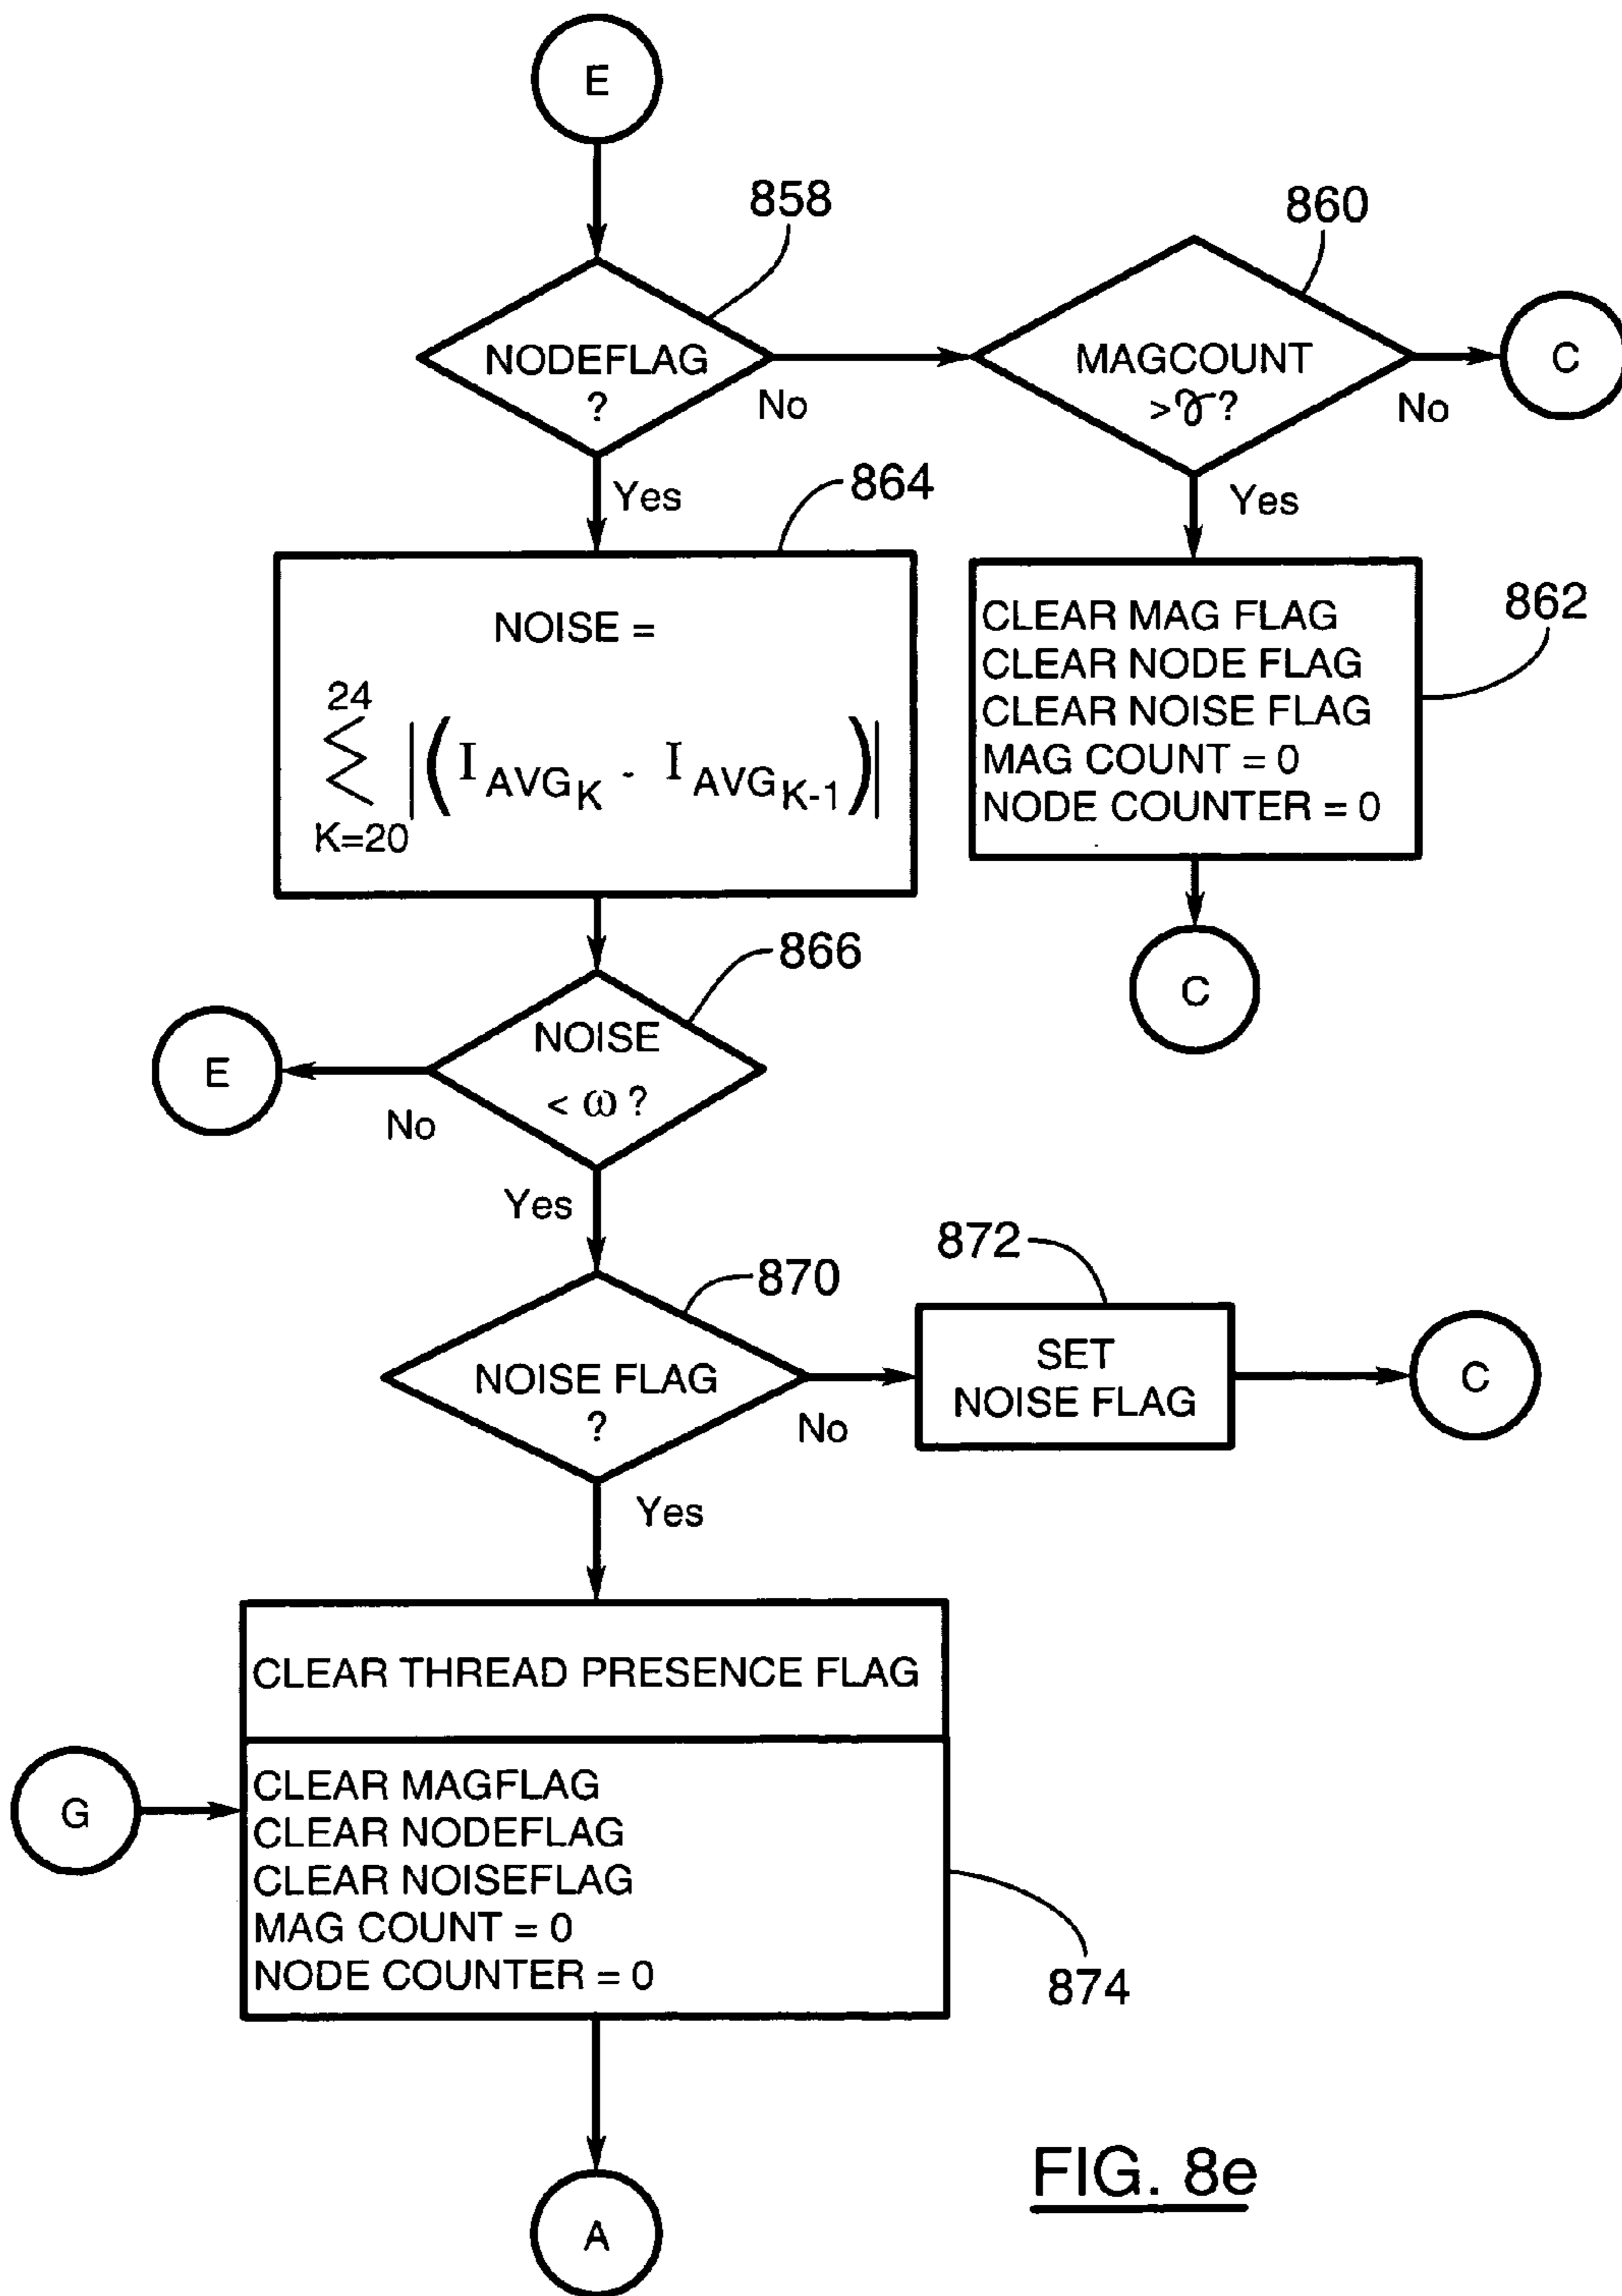 E
858
860
NODEFLAG
?
No
MAGCOUNT
> ?
No
C
Yes
864
Yes
862
NOISE =
24
∑ |(I AVG K - I AVG K-1)|
K=20
CLEAR MAG FLAG
CLEAR NODE FLAG
CLEAR NOISE FLAG
MAG COUNT = 0
NODE COUNTER = 0
C
866
NOISE
< ω ?
E
No
Yes
870
872
NOISE FLAG
?
No
SET
NOISE FLAG
C
Yes
CLEAR THREAD PRESENCE FLAG
G
CLEAR MAGFLAG
CLEAR NODEFLAG
CLEAR NOISEFLAG
MAG COUNT = 0
NODE COUNTER = 0
874
A
FIG. 8e